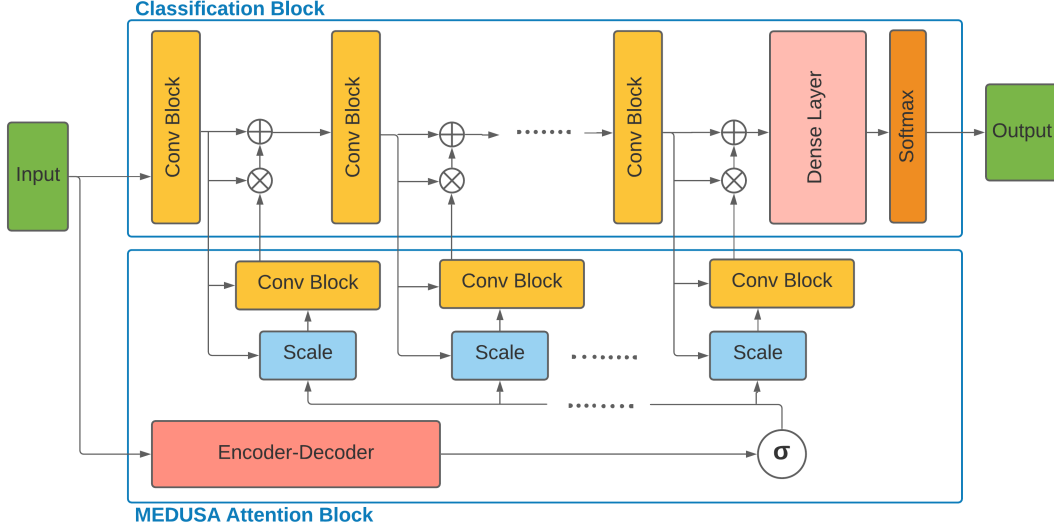 Classification Block
Conv Block
Conv Block
Conv Block
Dense Layer
Softmax
Input
Output
Conv Block
Conv Block
Conv Block
Scale
Scale
Scale
Encoder-Decoder
σ
MEDUSA Attention Block